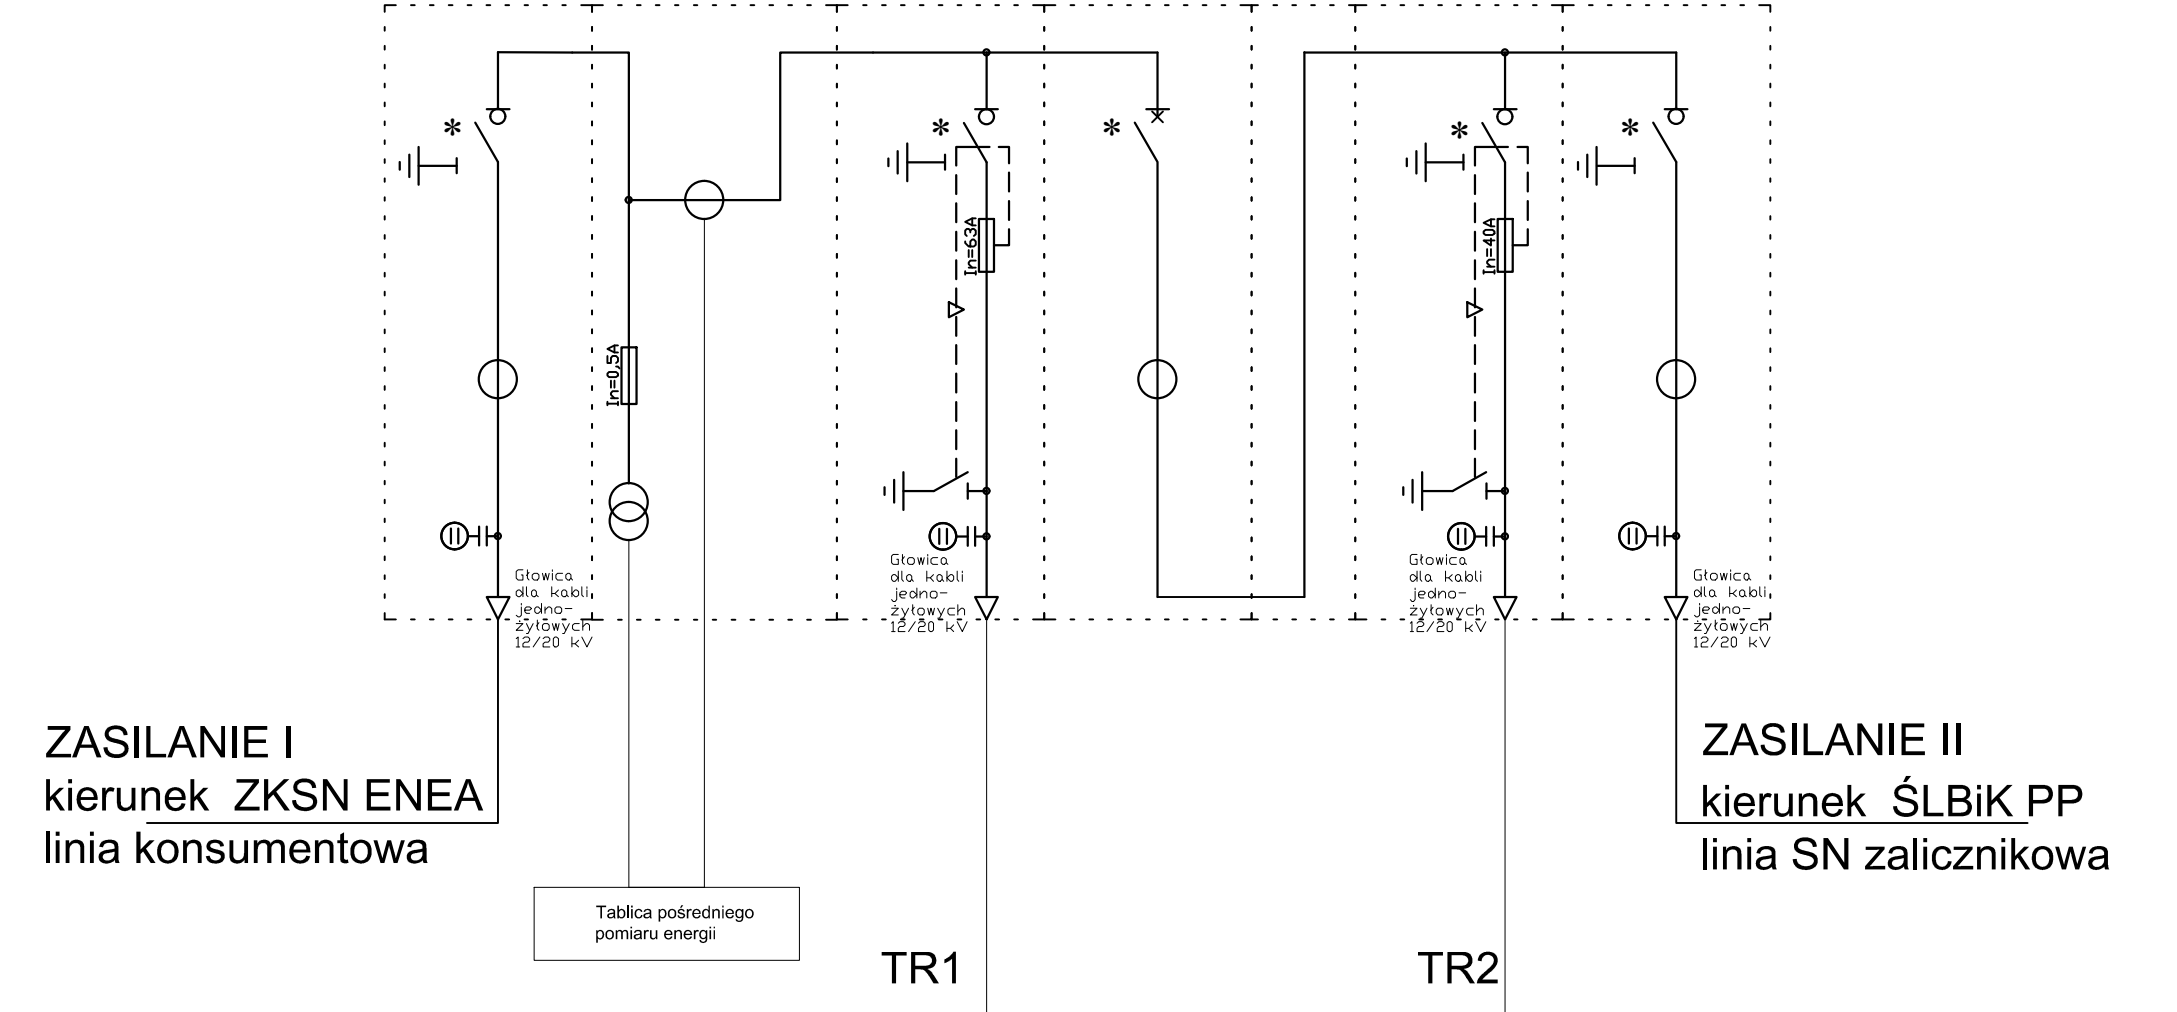 *
*
*
*
*
In=63A
In=40A
In=0,5A
Głowica
dla kabli
jedno-
żyłowych
12/20 kV
Głowica
dla kabli
jedno-
żyłowych
12/20 kV
Głowica
dla kabli
jedno-
żyłowych
12/20 kV
Głowica
dla kabli
jedno-
żyłowych
12/20 kV
ZASILANIE I
kierunek ZKSN ENEA
linia konsumentowa
ZASILANIE II
kierunek ŚLBiK PP
linia SN zalicznikowa
Tablica pośredniego
pomiaru energii
TR1
TR2